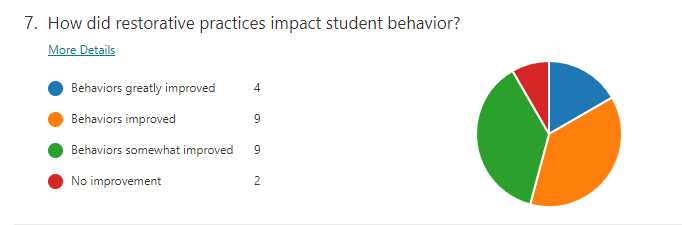 7. How did restorative practices impact student behavior?
More Details
Behaviors greatly improved 4
Behaviors improved 9
Behaviors somewhat improved 9
No improvement 2